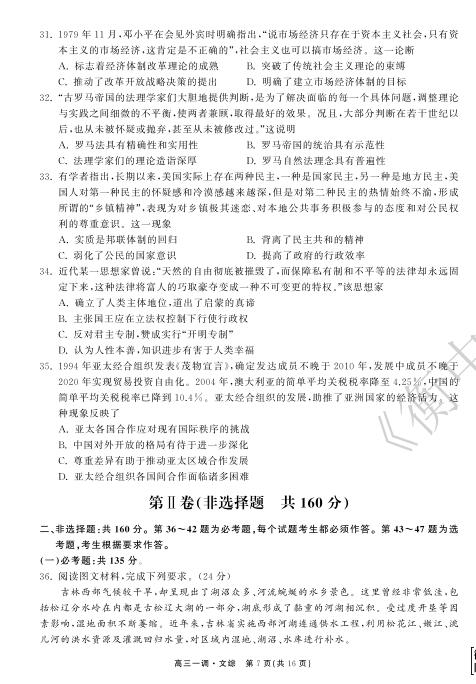 31. 1979 年 11 月,邓小平在会见外宾时明确指出,“说市场经济只存在于资本主义社会,只有资
本主义的市场经济,这肯定是不正确的”,社会主义也可以搞市场经济。这一论断
A. 标志着经济体制改革理论的成熟 B. 突破了传统社会主义理论的束缚
C. 推动了改革开放战略决策的提出 D. 明确了建立市场经济体制的目标
32. “古罗马帝国的法理学家们大胆地提供判断,是为了解决面临的每一个具体问题,调整理论
与实践之间细微的不平衡,使两者兼顾,取得最好的效果。况且,大部分判断在若干世纪以
后,也从未被怀疑或抛弃,甚至从未被修改过。”这说明
A. 罗马法具有精确性和实用性 B. 罗马帝国的统治具有示范性
C. 法理学家们的理论造诣深厚 D. 罗马自然法理念具有普遍性
33. 有学者指出,长期以来,美国实际上存在两种民主,一种是国家民主,另一种是地方民主,美
国人对第一种民主的怀疑感和冷漠感越来越深,但是对第二种民主的热情始终不渝,形成
所谓的“乡镇精神”,表现为对乡镇极其迷恋、对本地公共事务积极参与的态度和对公民权
利的尊重意识。这一现象
A. 实质是邦联体制的回归 B. 背离了民主共和的精神
C. 弱化了公民的国家意识 D. 提高了政府的行政效率
34. 近代某一思想家曾说:“天然的自由彻底被摧毁了,而保障私有制和不平等的法律却永远固
定下来,这种法律将富人的巧取豪夺变成一种不可变更的特权。”该思想家
A. 确立了人类主体地位,道出了启蒙的真谛
B. 主张国王应在立法权控制下行使行政权
C. 反对君主专制,赞成实行“开明专制”
D. 认为人性本善,知识进步有害于人类幸福
35. 1994 年亚太经合组织发表《茂物宣言》,确定发达成员不晚于 2010 年,发展中成员不晚于
2020 年实现贸易投资自由化。2004 年,澳大利亚的简单平均关税税率降至 4.25%,中国的
简单平均关税税率已降到 10.4%。亚太经合组织的发展,助推了亚洲国家的经济活力。这
种现象反映了
A. 亚太各国合作应对现有国际秩序的挑战
B. 中国对外开放的格局有待于进一步深化
C. 尊重差异有助于推动亚太区域合作发展
D. 亚太经合组织各国间合作面临诸多困难
第Ⅱ卷(非选择题 共 160 分)
二、非选择题:共 160 分。第 36～42 题为必考题,每个试题考生都必须作答。第 43～47 题为选
考题,考生根据要求作答。
(一)必考题:共 135 分。
36. 阅读图文材料,完成下列要求。(24 分)
吉林西部气候较干旱,却呈现出了湖沼众多、河流蜿蜒的水乡景色。这里曾经非常低洼,包
括松辽分水岭在内都是古松辽大湖的一部分,湖底形成了黏重的河湖相沉积。受过度开垦等因
素影响,湿地面积不断萎缩。近年来,吉林省实施西部河湖连通供水工程,利用松花江、嫩江、洮
儿河的洪水资源及灌溉回归水量,对区域内湿地、湖沼、水库进行补水。
高三一调·文综 第 7 页(共 16 页)
《衡中